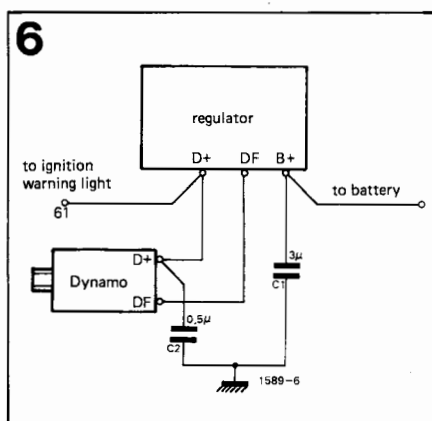 6
regulator
D+ DF B+
to ignition
warning light
61
to battery
D+
Dynamo
DF
3μ
C1
0,5μ
C2
1589-6